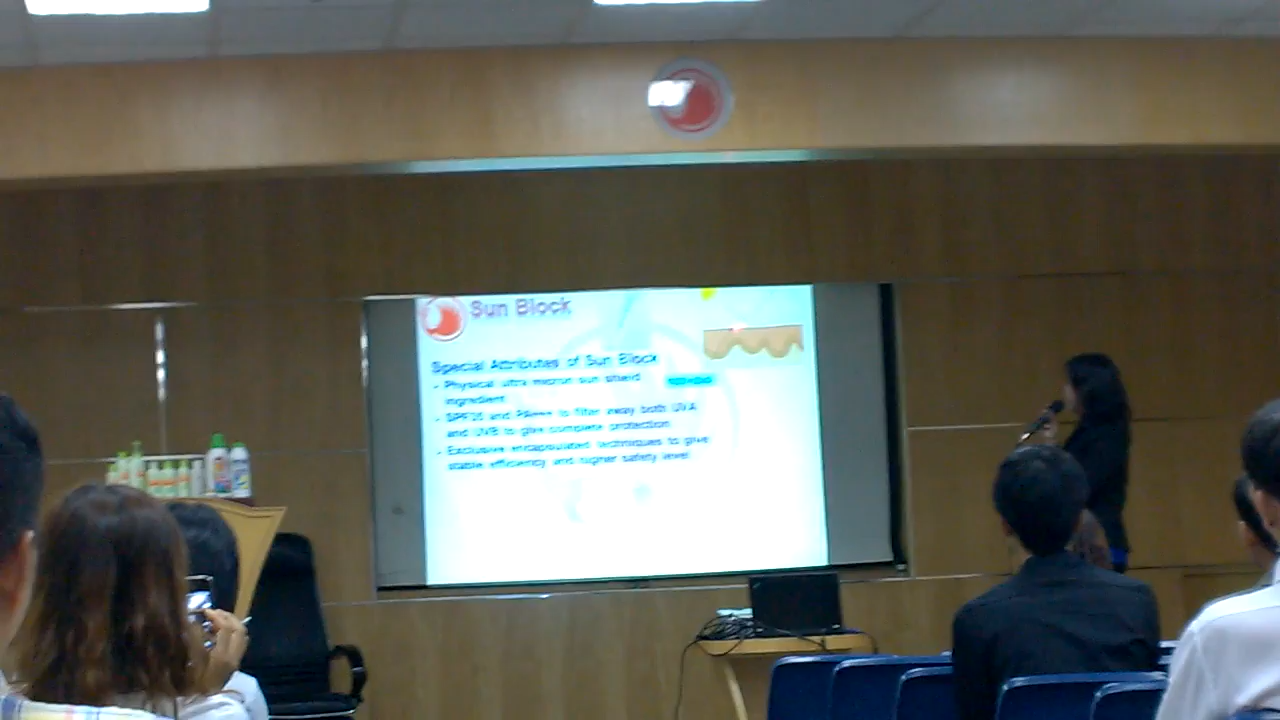 Sun Block
Special Attributes of Sun Block
- Physical ultra micron sun shield
ingredient
- and PA+++ to filter away both UVA
and UVB to give complete protection
- Exclusive encapsulated techniques to give
stable efficiency and higher safety level